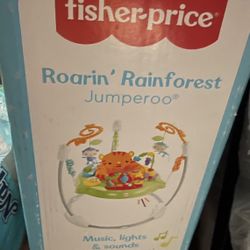 fisher-price
Roarin' Rainforest
Jumperoo®
Music, lights
& sounds